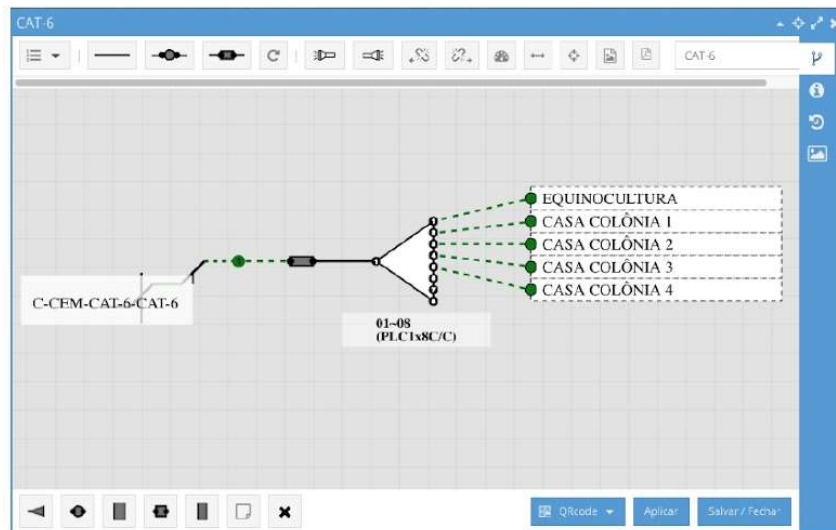 CAT-6
CAT-6
EQUINOCULTURA
CASA COLÔNIA 1
CASA COLÔNIA 2
CASA COLÔNIA 3
CASA COLÔNIA 4
C-CEM-CAT-6-CAT-6
01~08
(PLC1x8C/C)
QRcode
Aplicar
Salvar / Fechar